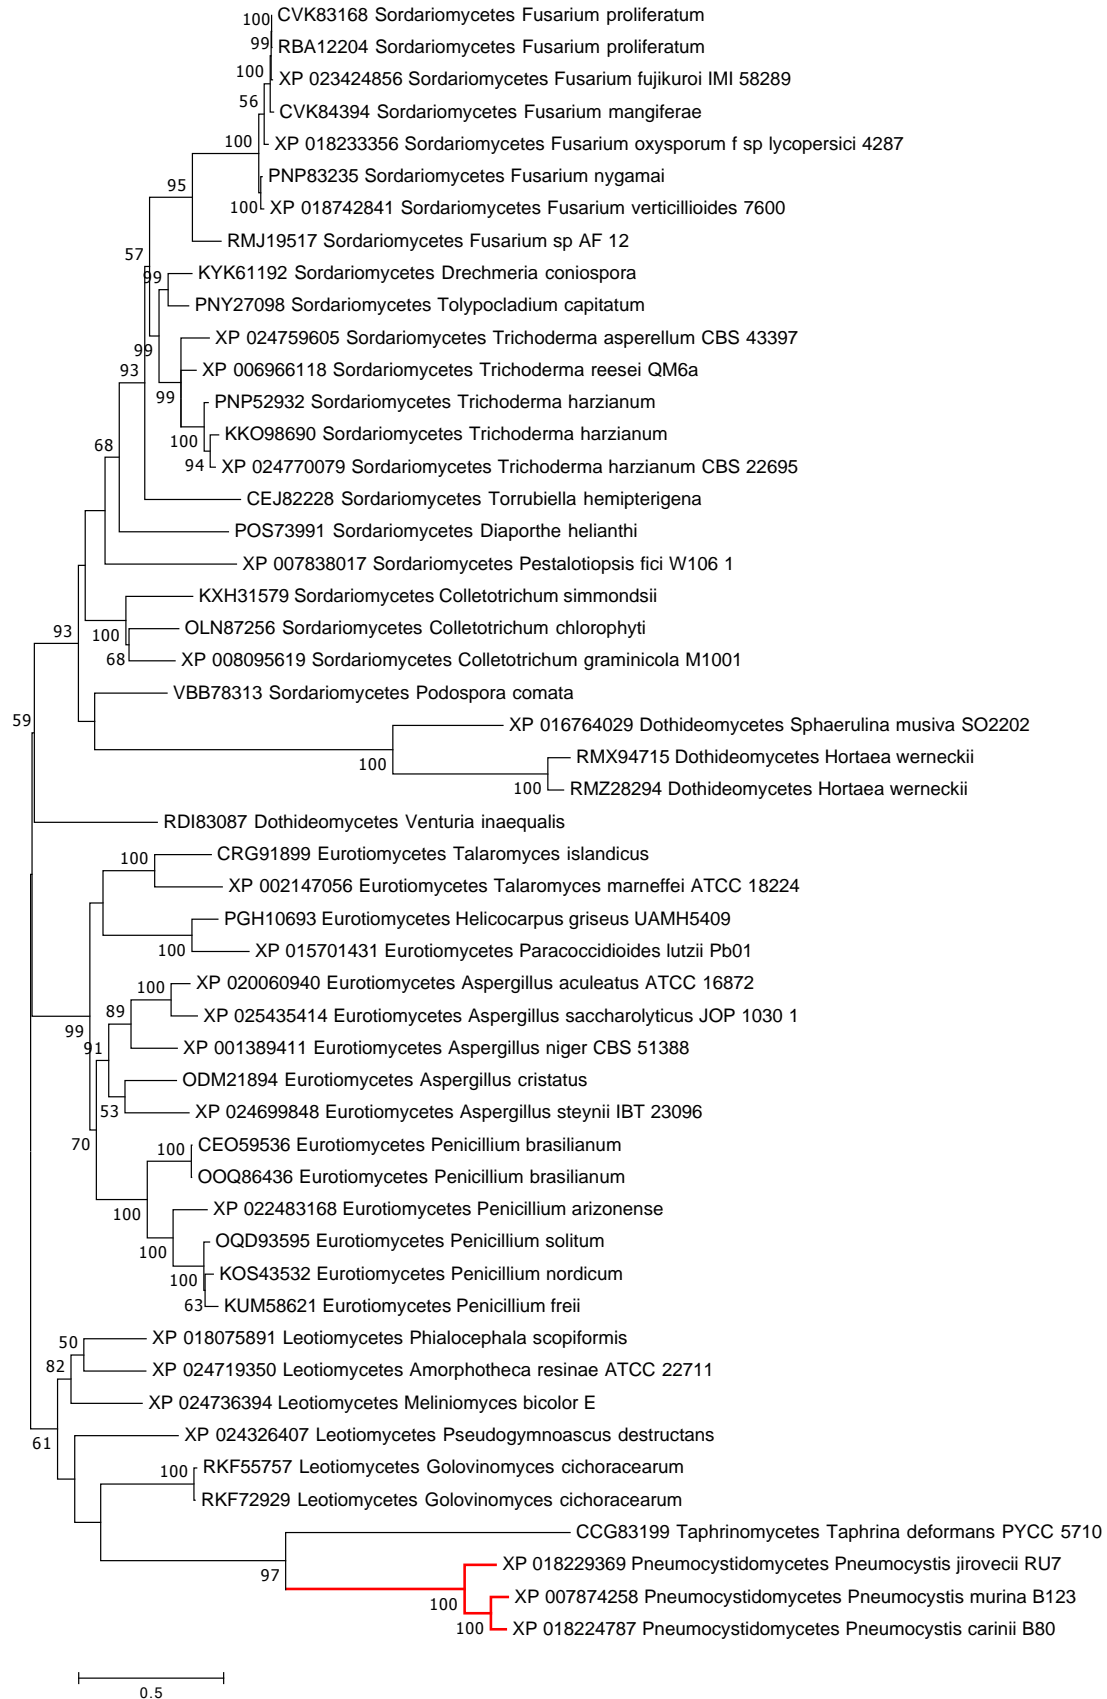 100 CVK83168 Sordariomycetes Fusarium proliferatum
99 RBA12204 Sordariomycetes Fusarium proliferatum
100 XP 023424856 Sordariomycetes Fusarium fujikuroi IMI 58289
56 CVK84394 Sordariomycetes Fusarium mangiferae
100 XP 018233356 Sordariomycetes Fusarium oxysporum f sp lycopersici 4287
PNP83235 Sordariomycetes Fusarium nygamai
95
100 XP 018742841 Sordariomycetes Fusarium verticillioides 7600
RMJ19517 Sordariomycetes Fusarium sp AF 12
57
99 KYK61192 Sordariomycetes Drechmeria coniospora
PNY27098 Sordariomycetes Tolypocladium capitatum
XP 024759605 Sordariomycetes Trichoderma asperellum CBS 43397
99
93 XP 006966118 Sordariomycetes Trichoderma reesei QM6a
99 PNP52932 Sordariomycetes Trichoderma harzianum
100 KKO98690 Sordariomycetes Trichoderma harzianum
68
94 XP 024770079 Sordariomycetes Trichoderma harzianum CBS 22695
CEJ82228 Sordariomycetes Torrubiella hemipterigena
POS73991 Sordariomycetes Diaporthe helianthi
XP 007838017 Sordariomycetes Pestalotiopsis fici W106 1
KXH31579 Sordariomycetes Colletotrichum simmondsii
93 100 OLN87256 Sordariomycetes Colletotrichum chlorophyti
68 XP 008095619 Sordariomycetes Colletotrichum graminicola M1001
VBB78313 Sordariomycetes Podospora comata
59 XP 016764029 Dothideomycetes Sphaerulina musiva SO2202
100 RMX94715 Dothideomycetes Hortaea werneckii
100 RMZ28294 Dothideomycetes Hortaea werneckii
RDI83087 Dothideomycetes Venturia inaequalis
100 CRG91899 Eurotiomycetes Talaromyces islandicus
XP 002147056 Eurotiomycetes Talaromyces marneffei ATCC 18224
PGH10693 Eurotiomycetes Helicocarpus griseus UAMH5409
100 XP 015701431 Eurotiomycetes Paracoccidioides lutzii Pb01
100 XP 020060940 Eurotiomycetes Aspergillus aculeatus ATCC 16872
89 XP 025435414 Eurotiomycetes Aspergillus saccharolyticus JOP 1030 1
99
91 XP 001389411 Eurotiomycetes Aspergillus niger CBS 51388
ODM21894 Eurotiomycetes Aspergillus cristatus
53 XP 024699848 Eurotiomycetes Aspergillus steynii IBT 23096
70
100 CEO59536 Eurotiomycetes Penicillium brasilianum
OOQ86436 Eurotiomycetes Penicillium brasilianum
100 XP 022483168 Eurotiomycetes Penicillium arizonense
100 OQD93595 Eurotiomycetes Penicillium solitum
100 KOS43532 Eurotiomycetes Penicillium nordicum
63 KUM58621 Eurotiomycetes Penicillium freii
50 XP 018075891 Leotiomycetes Phialocephala scopiformis
82 XP 024719350 Leotiomycetes Amorphotheca resinae ATCC 22711
XP 024736394 Leotiomycetes Meliniomyces bicolor E
61 XP 024326407 Leotiomycetes Pseudogymnoascus destructans
100 RKF55757 Leotiomycetes Golovinomyces cichoracearum
RKF72929 Leotiomycetes Golovinomyces cichoracearum
CCG83199 Taphrinomycetes Taphrina deformans PYCC 5710
97 XP 018229369 Pneumocystidomycetes Pneumocystis jirovecii RU7
100 XP 007874258 Pneumocystidomycetes Pneumocystis murina B123
100 XP 018224787 Pneumocystidomycetes Pneumocystis carinii B80
0.5